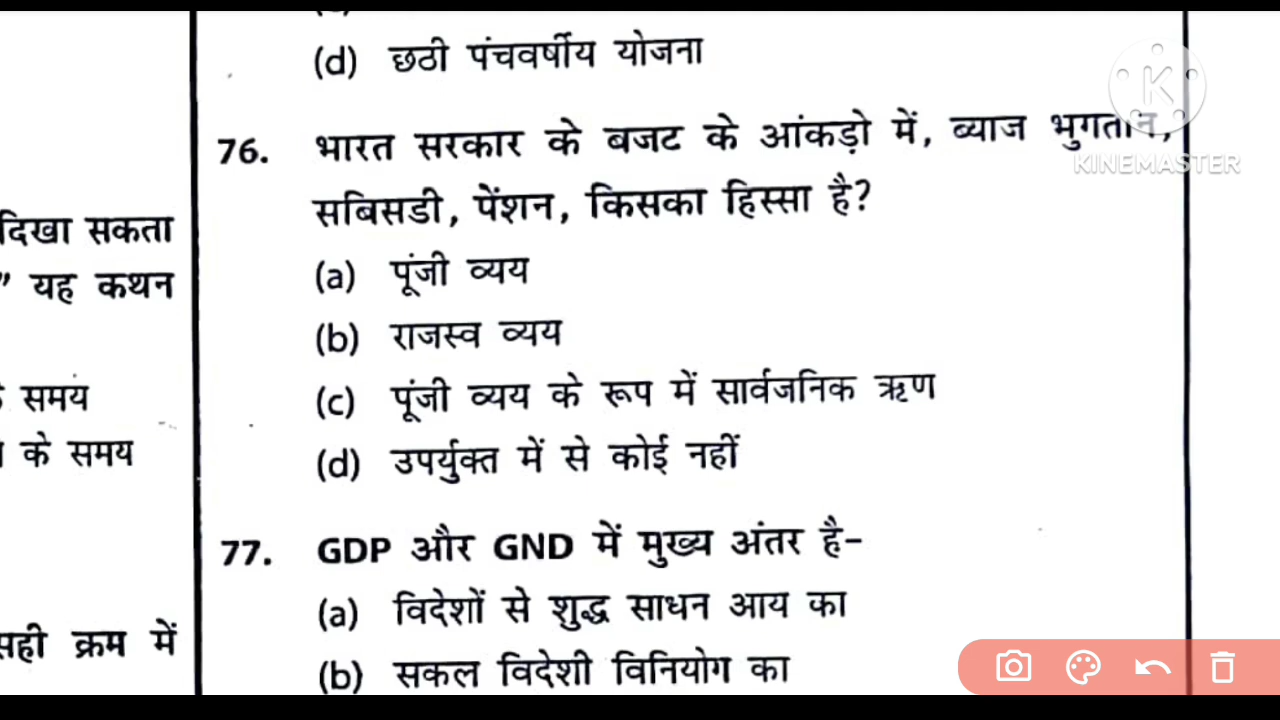 (d) छठी पंचवर्षीय योजना
76. भारत सरकार के बजट के आंकड़ो में, ब्याज भुगतान,
KINEMASTER
सबिसडी, पेंशन, किसका हिस्सा है?
दिखा सकता
(a) पूंजी व्यय
” यह कथन
(b) राजस्व व्यय
समय
(c) पूंजी व्यय के रूप में सार्वजनिक ऋण
के समय
(d) उपर्युक्त में से कोई नहीं
77. GDP और GND में मुख्य अंतर है-
(a) विदेशों से शुद्ध साधन आय का
सही क्रम में
(b) सकल विदेशी विनियोग का